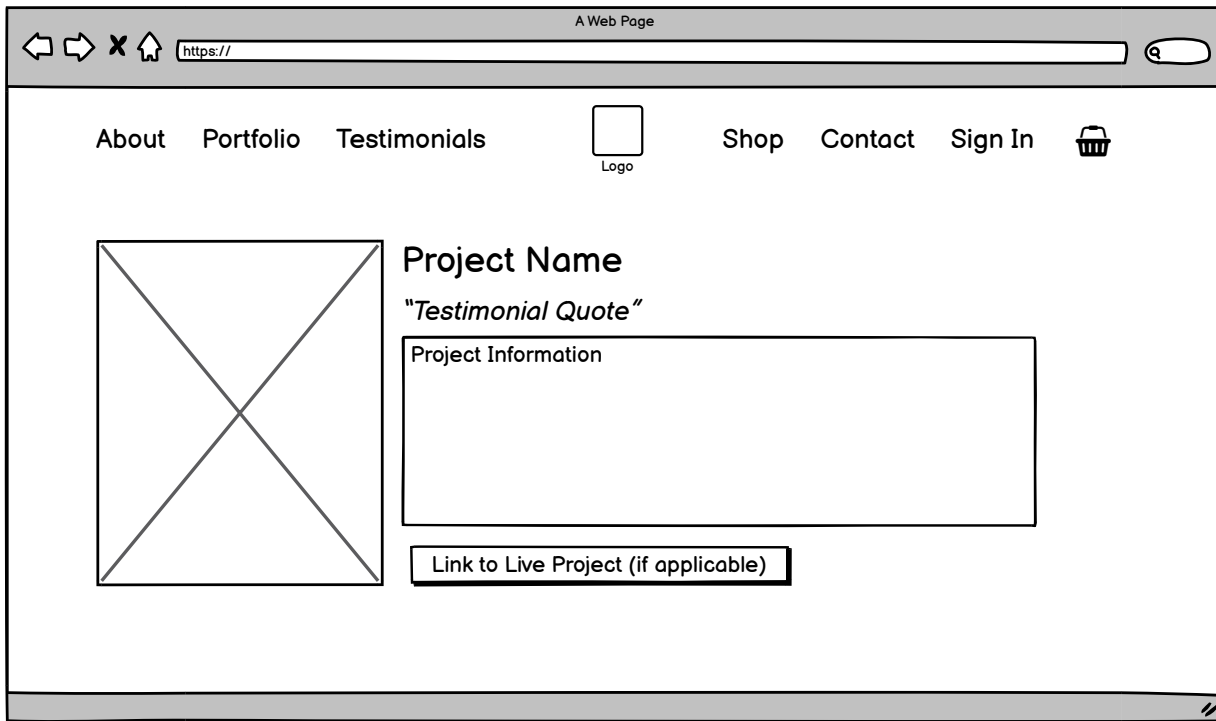 A Web Page
https://
About Portfolio Testimonials Shop Contact Sign In
Logo
Project Name
"Testimonial Quote"
Project Information
Link to Live Project (if applicable)